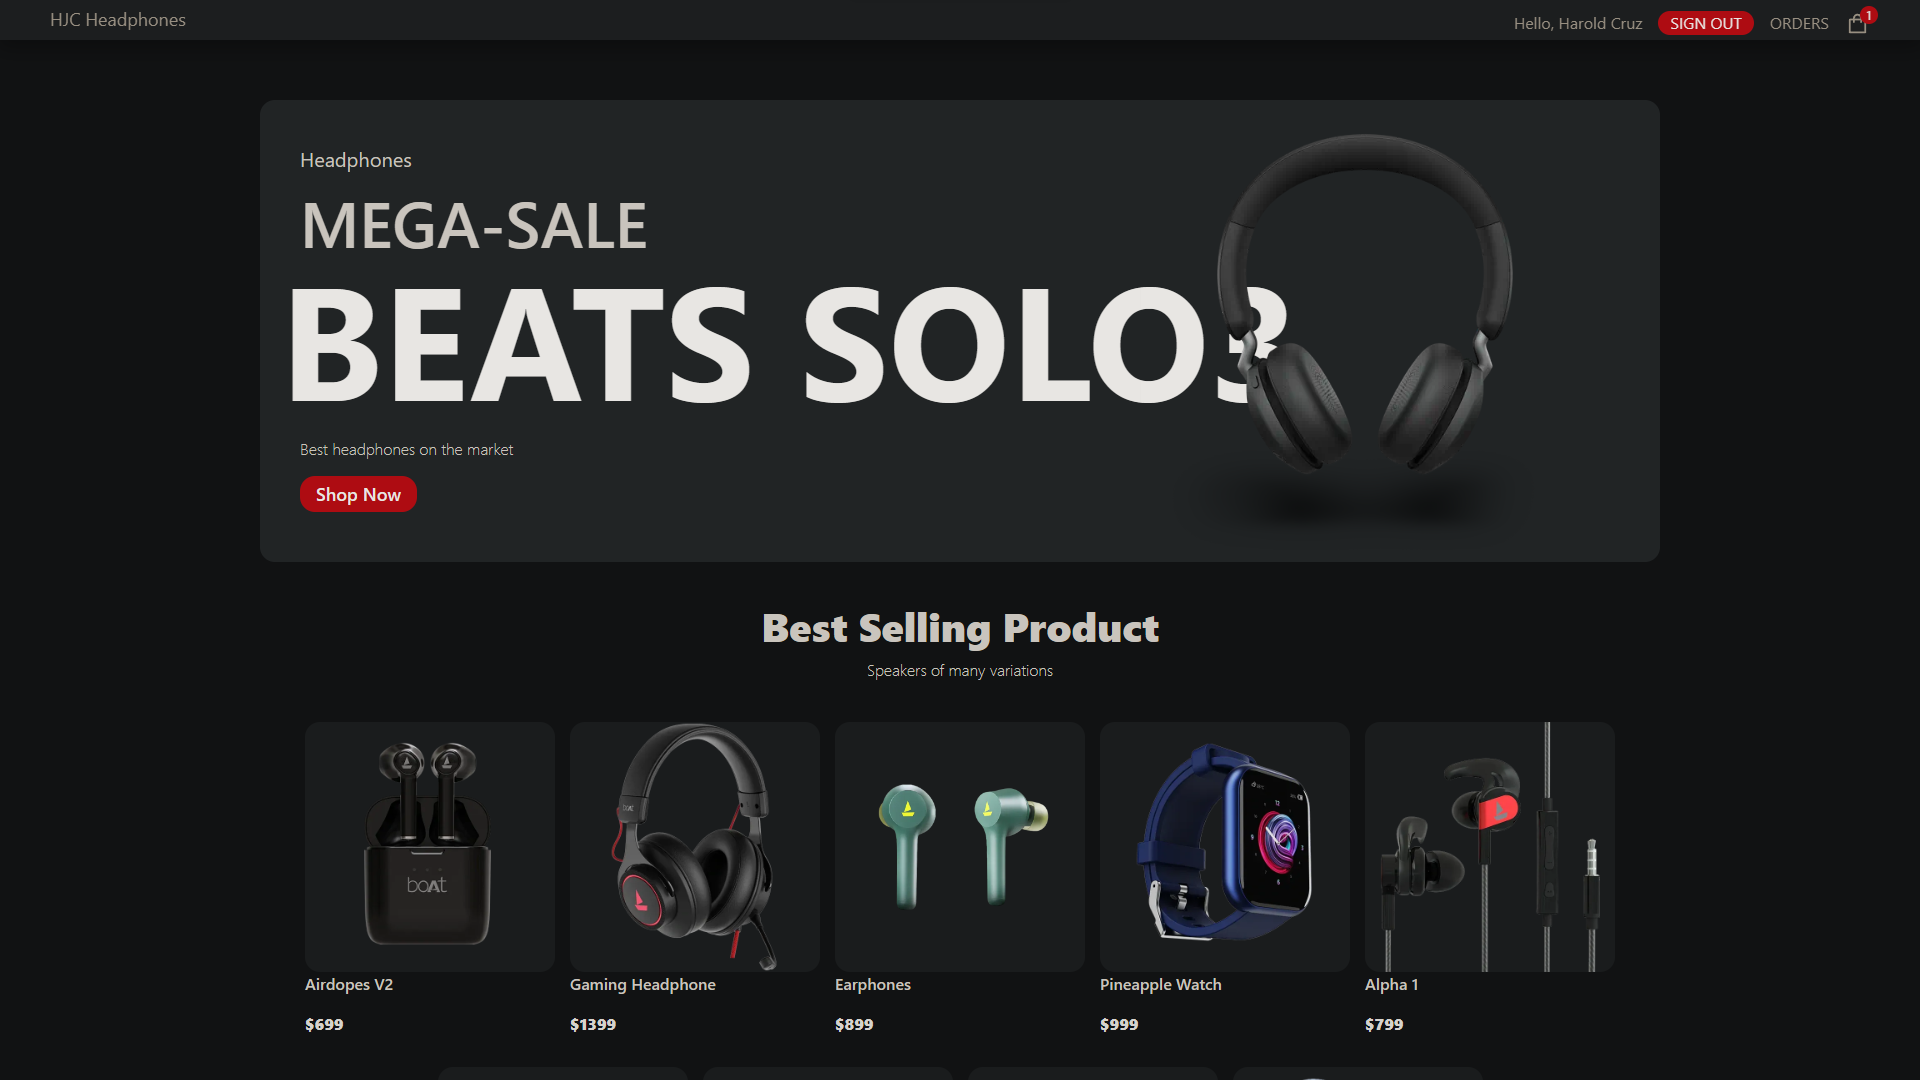 HJC Headphones
Hello, Harold Cruz
SIGN OUT
ORDERS
1
Headphones
MEGA-SALE
BEATS SOLO3
Best headphones on the market
Shop Now
Best Selling Product
Speakers of many variations
boAt
boAt
Airdopes V2
$699
Gaming Headphone
$1399
Earphones
$899
Pineapple Watch
$999
Alpha 1
$799